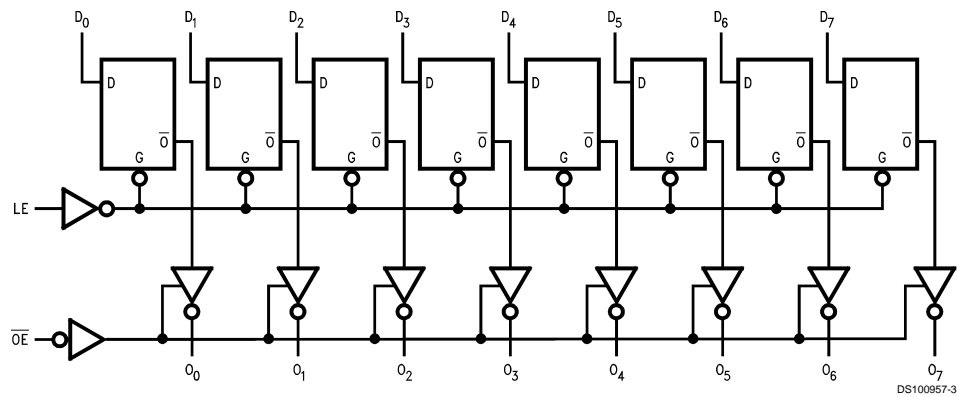 D₀ D₁ D₂ D₃ D₄ D₅ D₆ D₇
D D D D D D D D
O̅ O̅ O̅ O̅ O̅ O̅ O̅ O̅
G G G G G G G G
LE
O̅E̅
O₀ O₁ O₂ O₃ O₄ O₅ O₆ O₇
DS100957-3